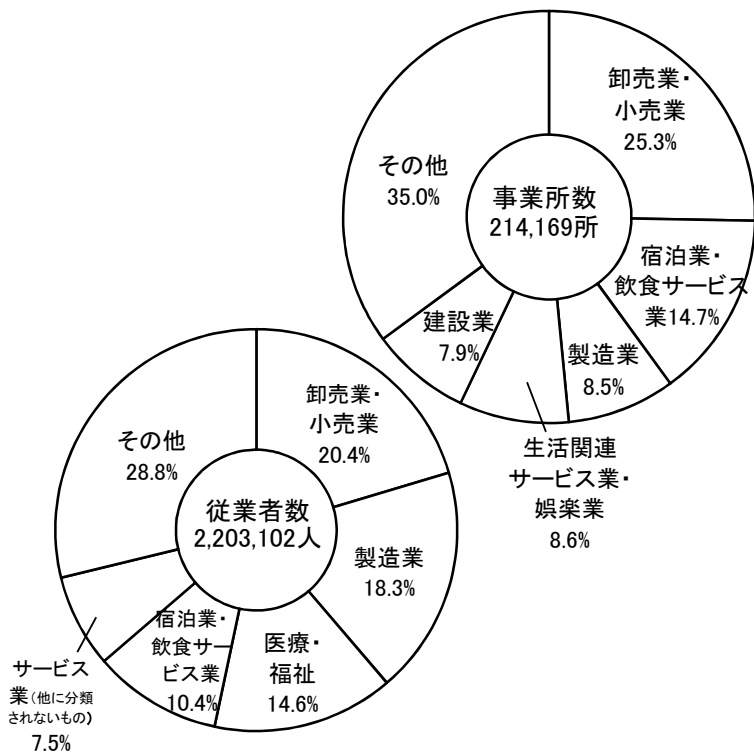 卸売業・
小売業
25.3%
宿泊業・
飲食サービス
業14.7%
製造業
8.5%
生活関連
サービス業・
娯楽業
8.6%
建設業
7.9%
その他
35.0%
事業所数
214,169所
卸売業・
小売業
20.4%
製造業
18.3%
医療・
福祉
14.6%
宿泊業・
飲食サー
ビス業
10.4%
サービス
業(他に分類
されないもの)
7.5%
その他
28.8%
従業者数
2,203,102人